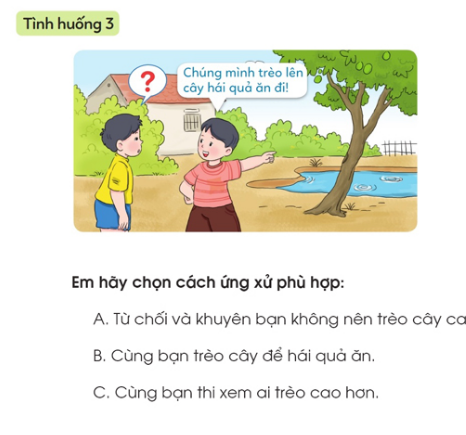 Tình huống 3
?
Chúng mình trèo lên
cây hái quả ăn đi!
Em hãy chọn cách ứng xử phù hợp:
A. Từ chối và khuyên bạn không nên trèo cây ca
B. Cùng bạn trèo cây để hái quả ăn.
C. Cùng bạn thi xem ai trèo cao hơn.